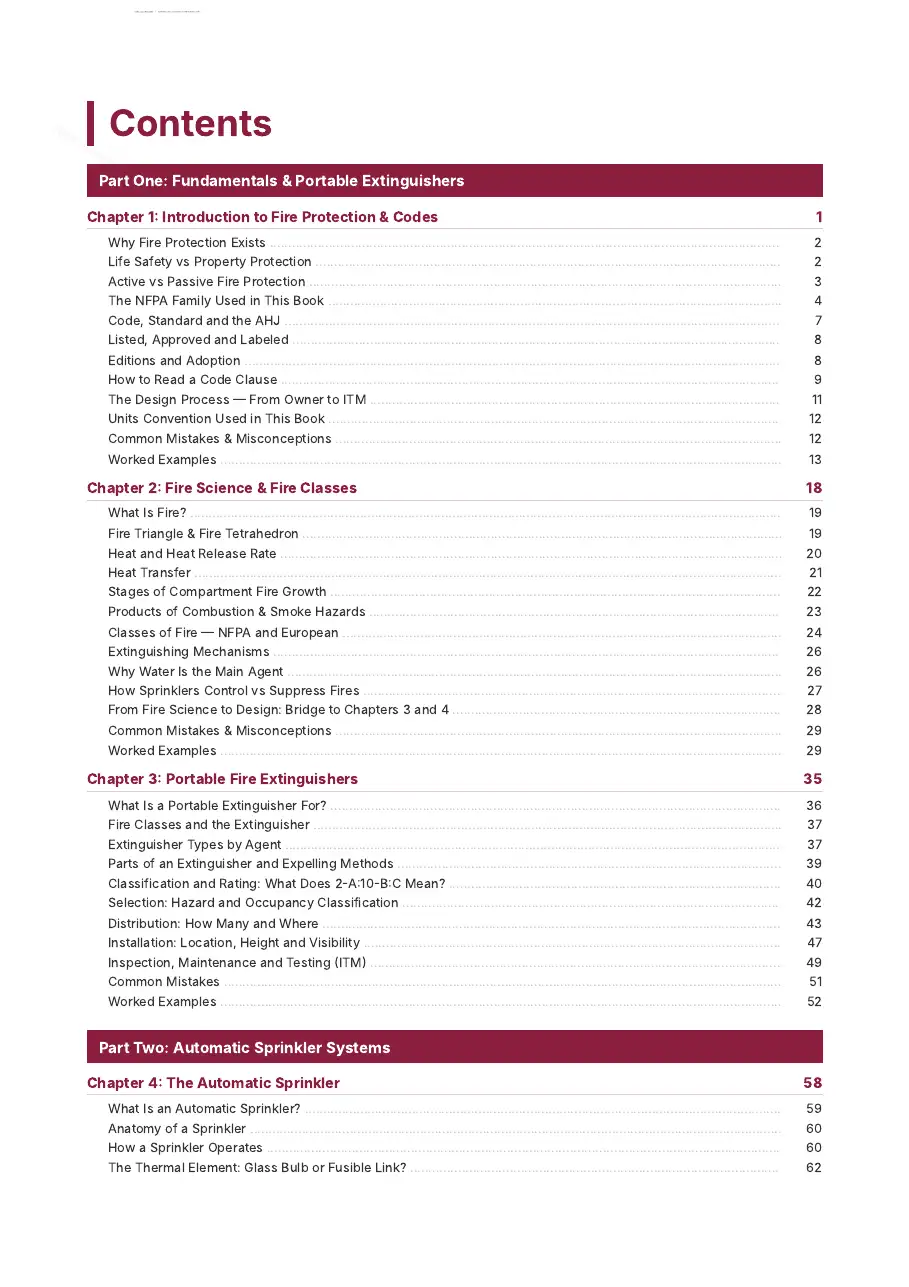 Contents
Part One: Fundamentals & Portable Extinguishers
Chapter 1: Introduction to Fire Protection & Codes 1
Why Fire Protection Exists 2
Life Safety vs Property Protection 2
Active vs Passive Fire Protection 3
The NFPA Family Used in This Book 4
Code, Standard and the AHJ 7
Listed, Approved and Labeled 8
Editions and Adoption 8
How to Read a Code Clause 9
The Design Process — From Owner to ITM 11
Units Convention Used in This Book 12
Common Mistakes & Misconceptions 12
Worked Examples 13
Chapter 2: Fire Science & Fire Classes 18
What Is Fire? 19
Fire Triangle & Fire Tetrahedron 19
Heat and Heat Release Rate 20
Heat Transfer 21
Stages of Compartment Fire Growth 22
Products of Combustion & Smoke Hazards 23
Classes of Fire — NFPA and European 24
Extinguishing Mechanisms 26
Why Water Is the Main Agent 26
How Sprinklers Control vs Suppress Fires 27
From Fire Science to Design: Bridge to Chapters 3 and 4 28
Common Mistakes & Misconceptions 29
Worked Examples 29
Chapter 3: Portable Fire Extinguishers 35
What Is a Portable Extinguisher For? 36
Fire Classes and the Extinguisher 37
Extinguisher Types by Agent 37
Parts of an Extinguisher and Expelling Methods 39
Classification and Rating: What Does 2-A:10-B:C Mean? 40
Selection: Hazard and Occupancy Classification 42
Distribution: How Many and Where 43
Installation: Location, Height and Visibility 47
Inspection, Maintenance and Testing (ITM) 49
Common Mistakes 51
Worked Examples 52
Part Two: Automatic Sprinkler Systems
Chapter 4: The Automatic Sprinkler 58
What Is an Automatic Sprinkler? 59
Anatomy of a Sprinkler 60
How a Sprinkler Operates 60
The Thermal Element: Glass Bulb or Fusible Link? 62